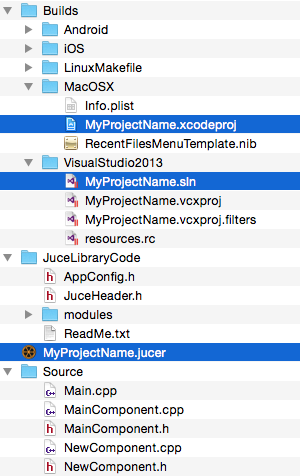 Builds
Android
iOS
LinuxMakefile
MacOSX
Info.plist
MyProjectName.xcodeproj
RecentFilesMenuTemplate.nib
VisualStudio2013
MyProjectName.sln
MyProjectName.vcxproj
MyProjectName.vcxproj.filters
resources.rc
JuceLibraryCode
AppConfig.h
JuceHeader.h
modules
ReadMe.txt
MyProjectName.jucer
Source
Main.cpp
MainComponent.cpp
MainComponent.h
NewComponent.cpp
NewComponent.h